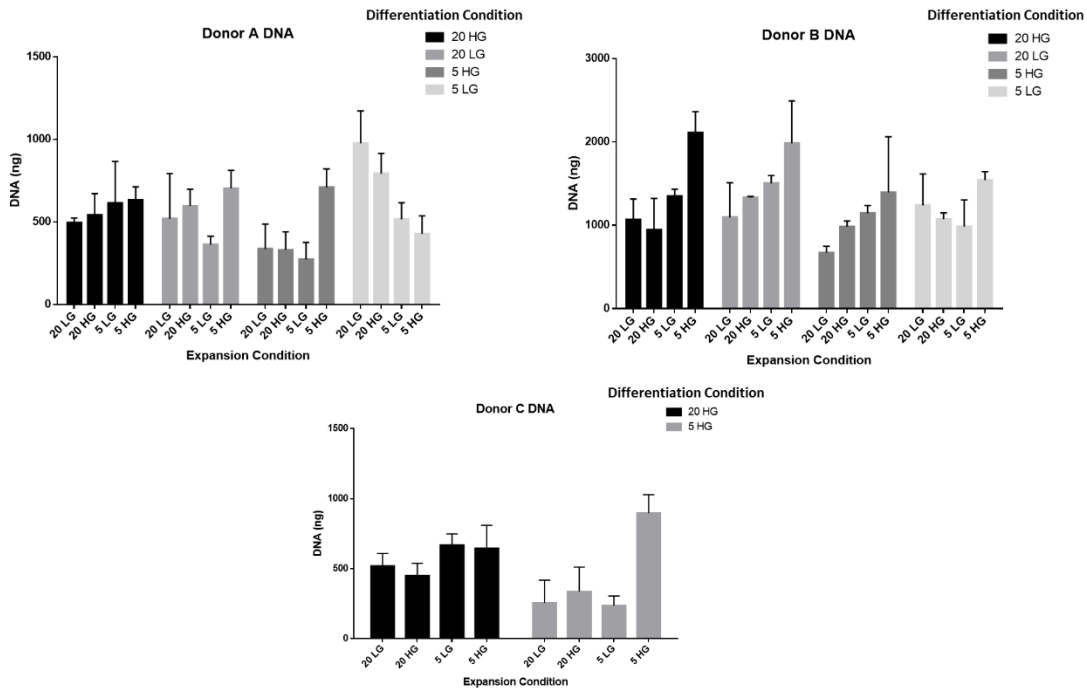 Differentiation Condition
20 HG
20 LG
5 HG
5 LG
Donor A DNA
1500
1000
500
0
DNA (ng)
20 LG
20 HG
5 LG
5 HG
20 LG
20 HG
5 LG
5 HG
20 LG
20 HG
5 LG
5 HG
20 LG
20 HG
5 LG
5 HG
Expansion Condition
Differentiation Condition
20 HG
20 LG
5 HG
5 LG
Donor B DNA
3000
2000
1000
0
DNA (ng)
20 LG
20 HG
5 LG
5 HG
20 LG
20 HG
5 LG
5 HG
20 LG
20 HG
5 LG
5 HG
20 LG
20 HG
5 LG
5 HG
Expansion Condition
Differentiation Condition
20 HG
5 HG
Donor C DNA
1500
1000
500
0
DNA (ng)
20 LG
20 HG
5 LG
5 HG
20 LG
20 HG
5 LG
5 HG
Expansion Condition